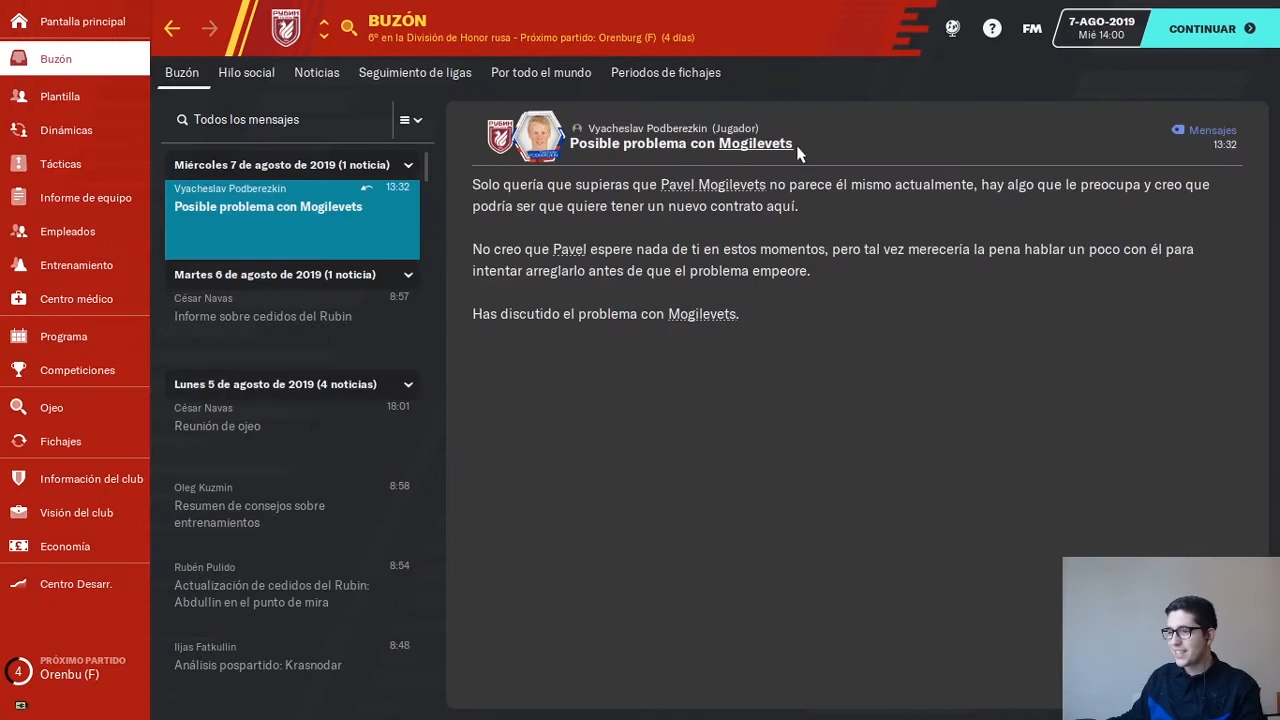 Pantalla principal
Buzón
Plantilla
Dinámicas
Tácticas
Informe de equipo
Empleados
Entrenamiento
Centro médico
Programa
Competiciones
Ojeo
Fichajes
Información del club
Visión del club
Economía
Centro Desarr.
4
PRÓXIMO PARTIDO
Orenbu (F)
РУБИН
BUZÓN
6º en la División de Honor rusa - Próximo partido: Orenburg (F) (4 días)
?
FM
7-AGO-2019
Mié 14:00
CONTINUAR
Buzón Hilo social Noticias Seguimiento de ligas Por todo el mundo Periodos de fichajes
Todos los mensajes
Miércoles 7 de agosto de 2019 (1 noticia)
Vyacheslav Podberezkin 13:32
Posible problema con Mogilevets
Martes 6 de agosto de 2019 (1 noticia)
César Navas 8:57
Informe sobre cedidos del Rubin
Lunes 5 de agosto de 2019 (4 noticias)
César Navas 18:01
Reunión de ojeo
Oleg Kuzmin 8:58
Resumen de consejos sobre
entrenamientos
Rubén Pulido 8:54
Actualización de cedidos del Rubin:
Abdullin en el punto de mira
Iljas Fatkullin 8:48
Análisis pospartido: Krasnodar
РУБИН
Vyacheslav Podberezkin (Jugador)
Posible problema con Mogilevets
Mensajes
13:32
Solo quería que supieras que Pavel Mogilevets no parece él mismo actualmente, hay algo que le preocupa y creo que
podría ser que quiere tener un nuevo contrato aquí.
No creo que Pavel espere nada de ti en estos momentos, pero tal vez merecería la pena hablar un poco con él para
intentar arreglarlo antes de que el problema empeore.
Has discutido el problema con Mogilevets.